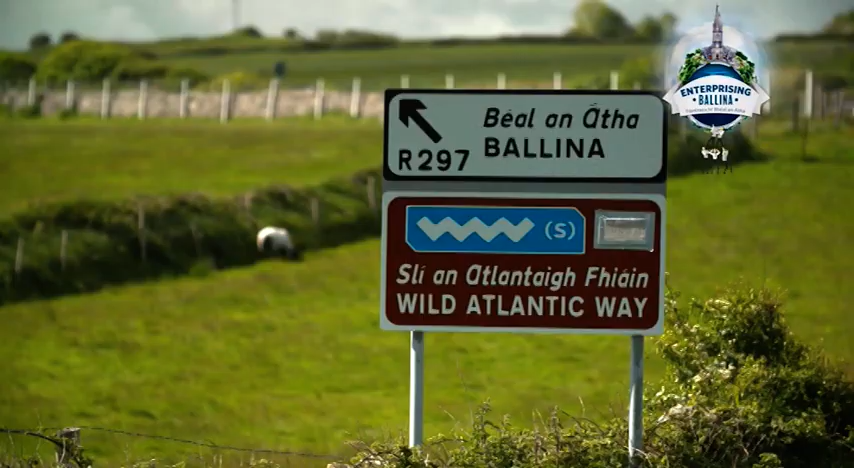 ENTERPRISING
BALLINA
Béal an Átha
R297
BALLINA
(S)
Slí an Atlantaigh Fhiáin
WILD ATLANTIC WAY